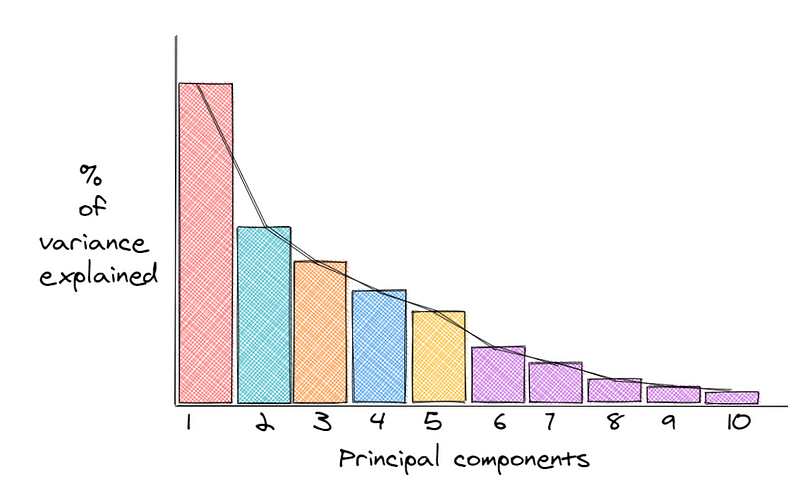 %
of
variance
explained
1 2 3 4 5 6 7 8 9 10
Principal components